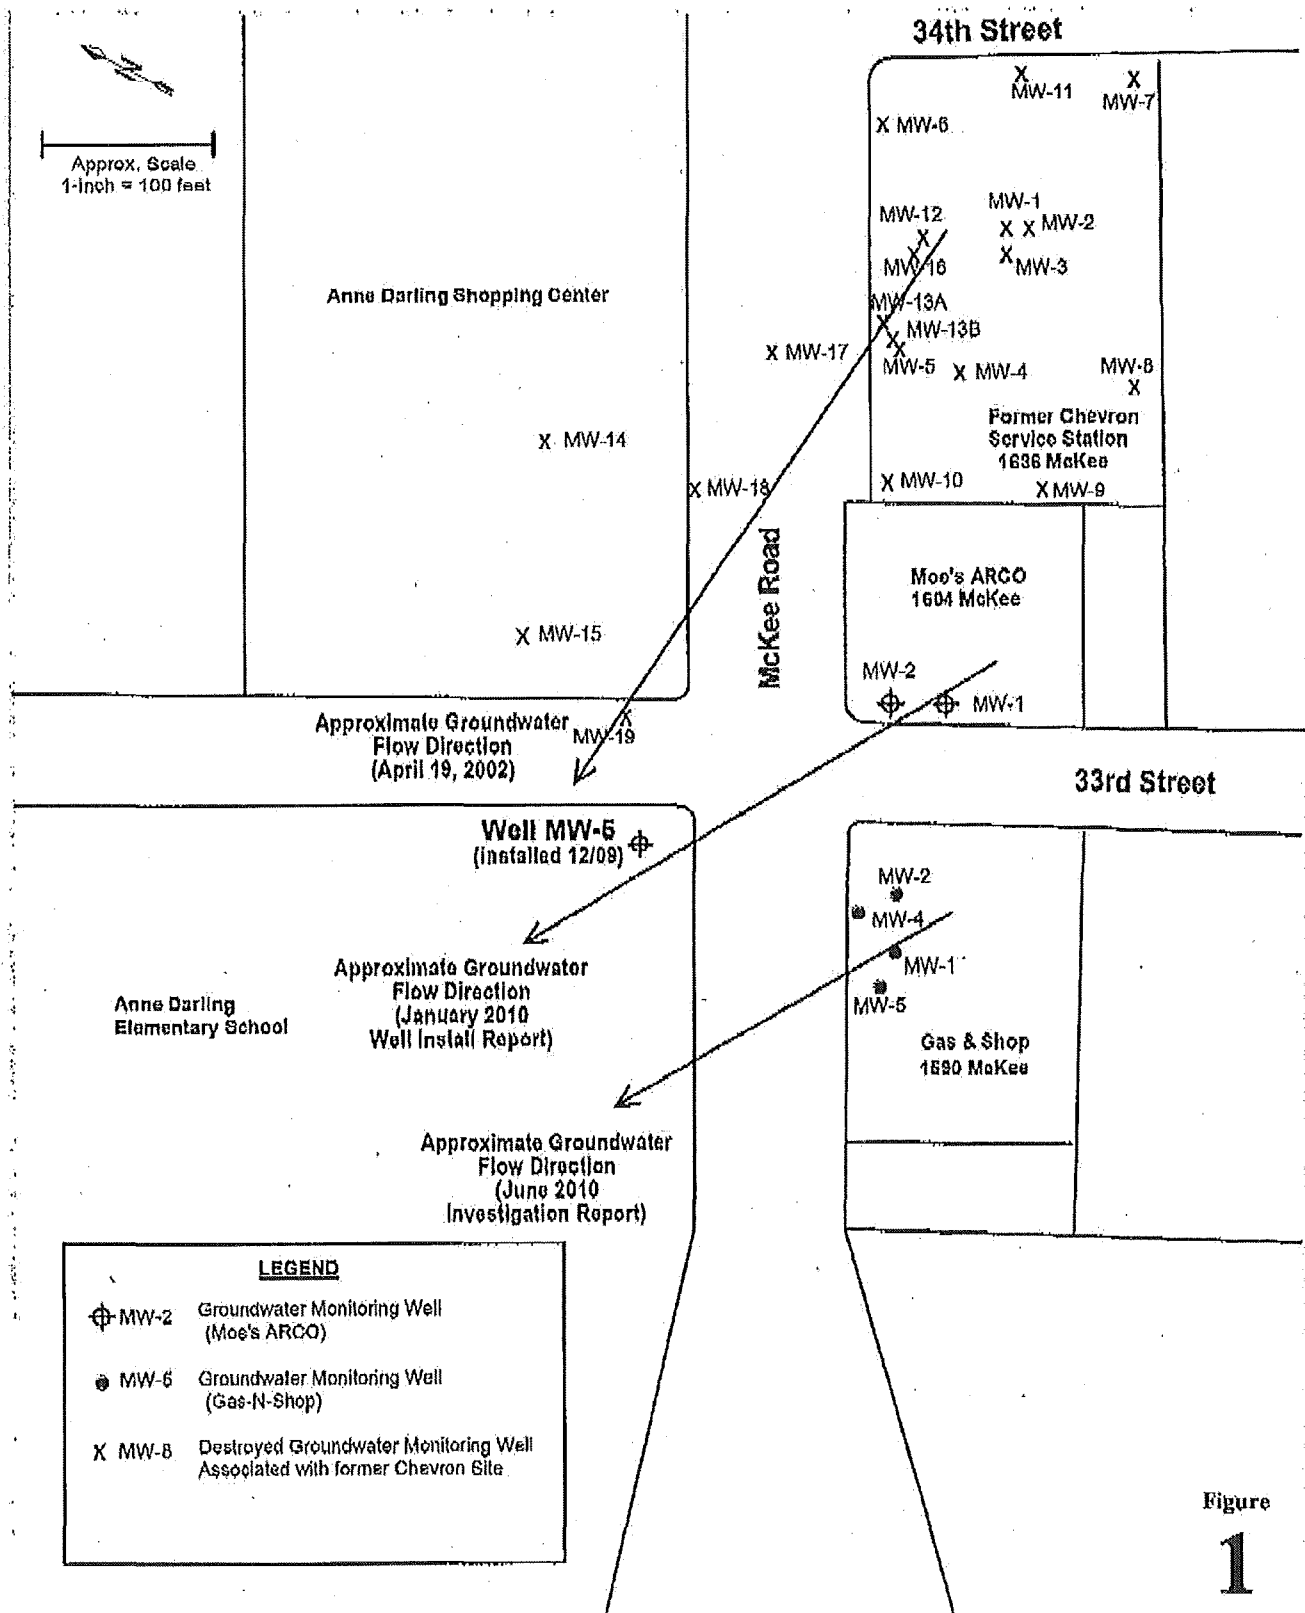 34th Street
N
Approx. Scale
1-inch = 100 feet
MW-11
MW-7
X MW-6
MW-1
X X MW-2
MW-12
X
MW-16
X MW-3
MW-13A
MW-13B
MW-5
X MW-4
MW-8
X
Anne Darling Shopping Center
X MW-17
Former Chevron
Service Station
1636 McKee
X MW-14
X MW-18
X MW-10
X MW-9
McKee Road
Moe's ARCO
1604 McKee
X MW-15
MW-2
MW-1
Approximate Groundwater
Flow Direction
(April 19, 2002)
X
MW-19
33rd Street
Well MW-5
(installed 12/09)
MW-2
MW-4
MW-1
MW-5
Approximate Groundwater
Flow Direction
(January 2010
Well Install Report)
Anne Darling
Elementary School
Gas & Shop
1590 McKee
Approximate Groundwater
Flow Direction
(June 2010
Investigation Report)
LEGEND
MW-2 Groundwater Monitoring Well
(Moe's ARCO)
MW-5 Groundwater Monitoring Well
(Gas-N-Shop)
X MW-8 Destroyed Groundwater Monitoring Well
Associated with former Chevron Site
Figure
1